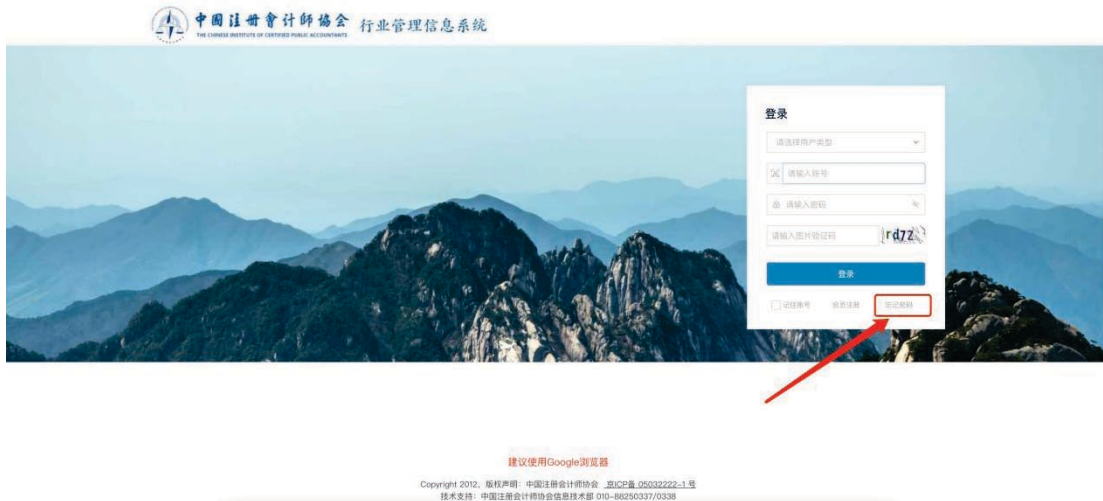 中國註册會计師協会 行业管理信息系统
THE CHINESE INSTITUTE OF CERTIFIED PUBLIC ACCOUNTANTS
登录
请选择用户类型
请输入账号
请输入密码
请输入图片验证码 rd7z
登录
记住账号 会员注册 忘记密码
建议使用Google浏览器
Copyright 2012，版权声明：中国注册会计师协会 京ICP备 05032222-1 号
技术支持：中国注册会计师协会信息技术部 010-88250337/0338